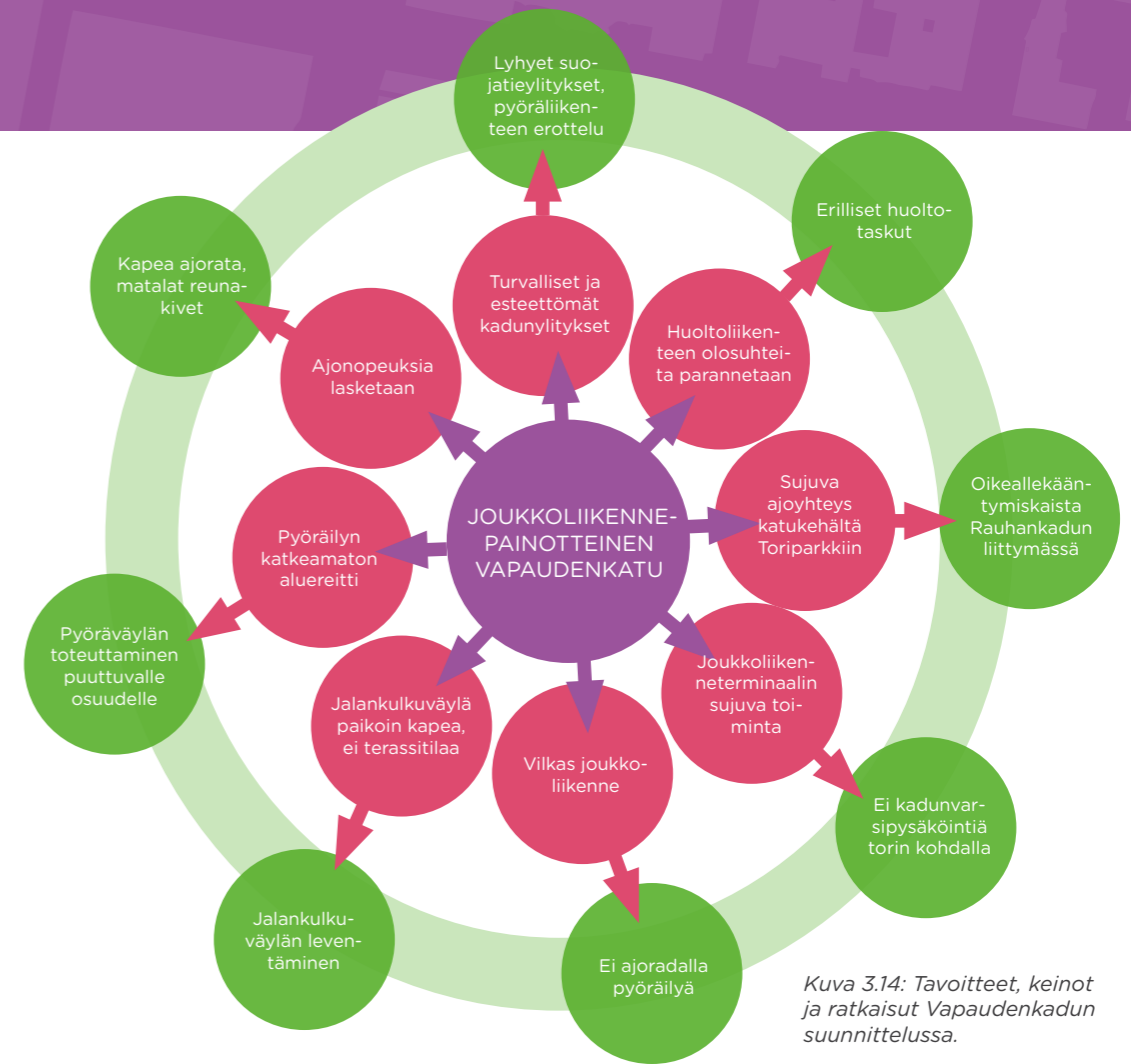 Lyhyet suo-
jatieylitykset,
pyöräliiken-
teen erottelu
Erilliset huolto-
taskut
Kapea ajorata,
matalat reuna-
kivet
Turvalliset ja
esteettömät
kadunylitykset
Huoltoliiken-
teen olosuhtei-
ta parannetaan
Ajonopeuksia
lasketaan
Sujuva
ajoyhteys
katukehältä
Toriparkkiin
Oikeallekään-
tymiskaista
Rauhankadun
liittymässä
JOUKKOLIIKENNE-
PAINOTTEINEN
VAPAUDENKATU
Pyöräilyn
katkeamaton
aluereitti
Pyöräväylän
toteuttaminen
puuttuvalle
osuudelle
Joukkoliiken-
neterminaalin
sujuva toi-
minta
Jalankulkuväylä
paikoin kapea,
ei terassitilaa
Vilkas joukko-
liikenne
Ei kadunvar-
sipysäköintiä
torin kohdalla
Jalankulku-
väylän leven-
täminen
Ei ajoradalla
pyöräilyä
Kuva 3.14: Tavoitteet, keinot
ja ratkaisut Vapaudenkadun
suunnittelussa.